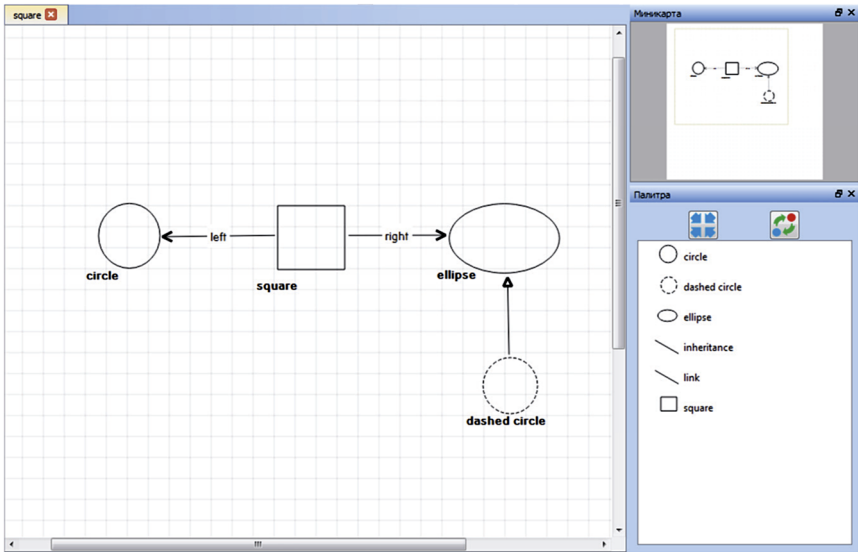 square
Миникарта
left
right
circle
square
ellipse
dashed circle
Палитра
circle
dashed circle
ellipse
inheritance
link
square